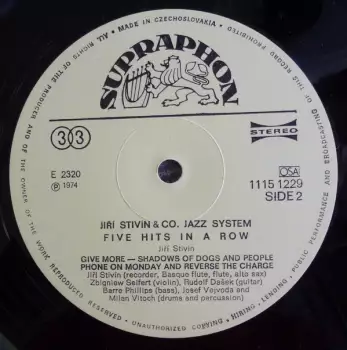 ALL RIGHTS OF THE PRODUCER AND OF THE OWNER OF THE WORK REPRODUCED RESERVED · UNAUTHORIZED COPYING · HIRING · LENDING · PUBLIC PERFORMANCE AND BROADCASTING OF THIS RECORD PROHIBITED · MADE IN CZECHOSLOVAKIA ·
SUPRAPHON
33
STEREO
E 2320
℗ 1974
OSA
1115 1229
SIDE 2
JIŘÍ STIVÍN & CO. JAZZ SYSTEM
FIVE HITS IN A ROW
Jiří Stivín
GIVE MORE — SHADOWS OF DOGS AND PEOPLE
PHONE ON MONDAY AND REVERSE THE CHARGE
Jiří Stivín (recorder, Basque flute, flute, alto sax)
Zbigniew Seifert (violin), Rudolf Dašek (guitar)
Barre Phillips (bass), Josef Vejvoda and
Milan Vitoch (drums and percussion)